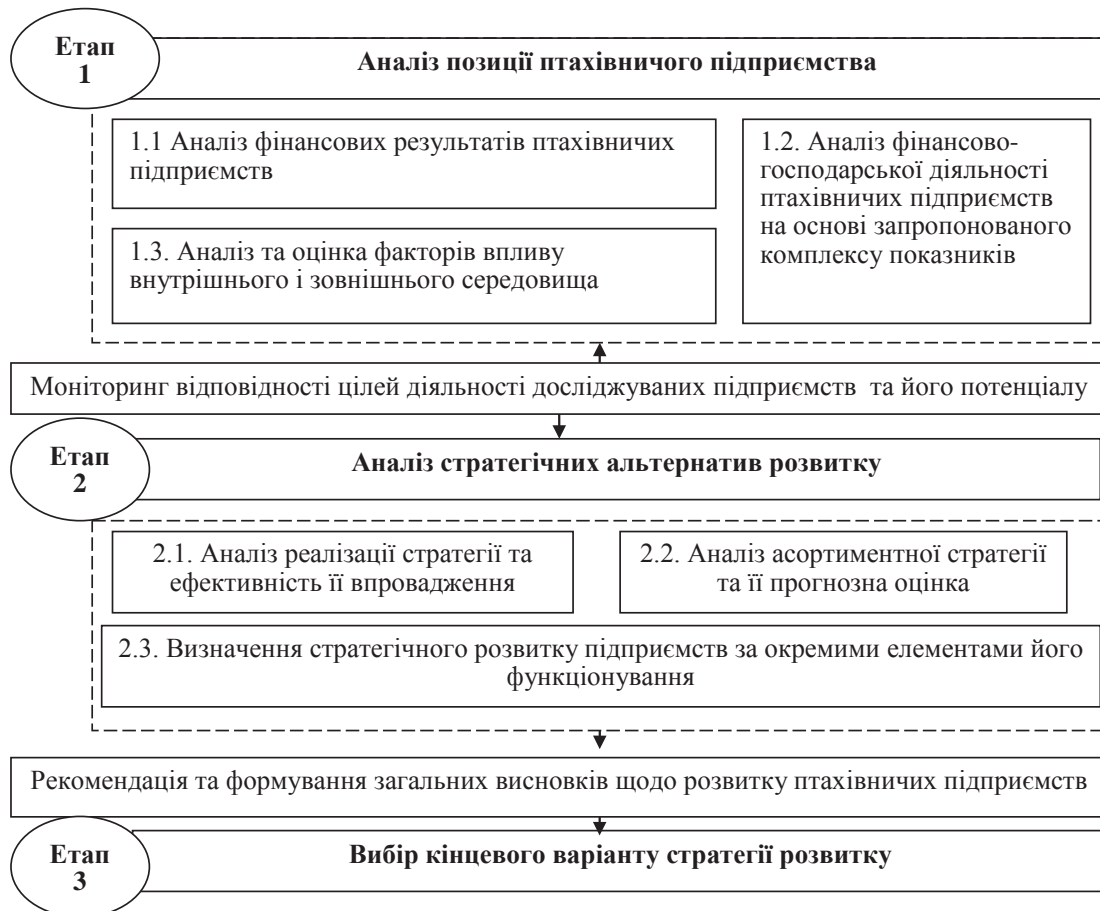 Етап
1
Аналіз позиції птахівничого підприємства
1.1 Аналіз фінансових результатів птахівничих
підприємств
1.2. Аналіз фінансово-
господарської діяльності
птахівничих підприємств
на основі запропонованого
комплексу показників
1.3. Аналіз та оцінка факторів впливу
внутрішнього і зовнішнього середовища
Моніторинг відповідності цілей діяльності досліджуваних підприємств та його потенціалу
Етап
2
Аналіз стратегічних альтернатив розвитку
2.1. Аналіз реалізації стратегії та
ефективність її впровадження
2.2. Аналіз асортиментної стратегії
та її прогнозна оцінка
2.3. Визначення стратегічного розвитку підприємств за окремими елементами його
функціонування
Рекомендація та формування загальних висновків щодо розвитку птахівничих підприємств
Етап
3
Вибір кінцевого варіанту стратегії розвитку